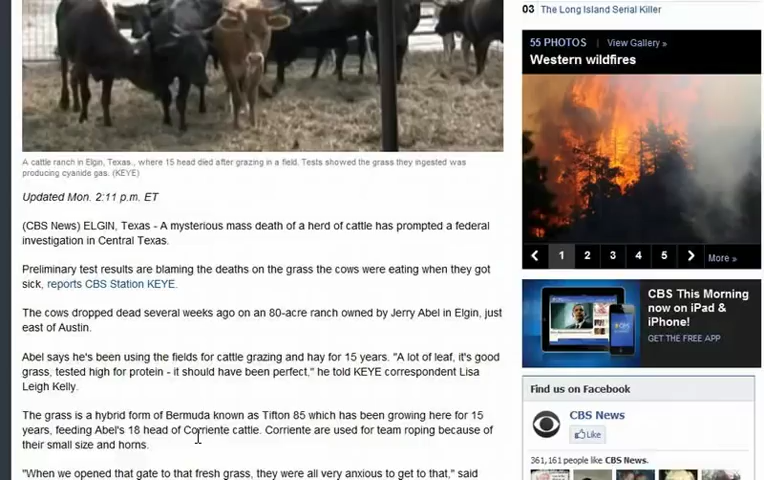 A cattle ranch in Elgin, Texas., where 15 head died after grazing in a field. Tests showed the grass they ingested was
producing cyanide gas. (KEYE)
Updated Mon. 2:11 p.m. ET
(CBS News) ELGIN, Texas - A mysterious mass death of a herd of cattle has prompted a federal
investigation in Central Texas.
Preliminary test results are blaming the deaths on the grass the cows were eating when they got
sick, reports CBS Station KEYE.
The cows dropped dead several weeks ago on an 80-acre ranch owned by Jerry Abel in Elgin, just
east of Austin.
Abel says he's been using the fields for cattle grazing and hay for 15 years. "A lot of leaf, it's good
grass, tested high for protein - it should have been perfect," he told KEYE correspondent Lisa
Leigh Kelly.
The grass is a hybrid form of Bermuda known as Tifton 85 which has been growing here for 15
years, feeding Abel's 18 head of Corriente cattle. Corriente are used for team roping because of
their small size and horns.
"When we opened that gate to that fresh grass, they were all very anxious to get to that," said
03 The Long Island Serial Killer
55 PHOTOS | View Gallery »
Western wildfires
1 2 3 4 5 More »
CBS This Morning
now on iPad &
iPhone!
GET THE FREE APP
Find us on Facebook
CBS News
Like
361,161 people like CBS News.